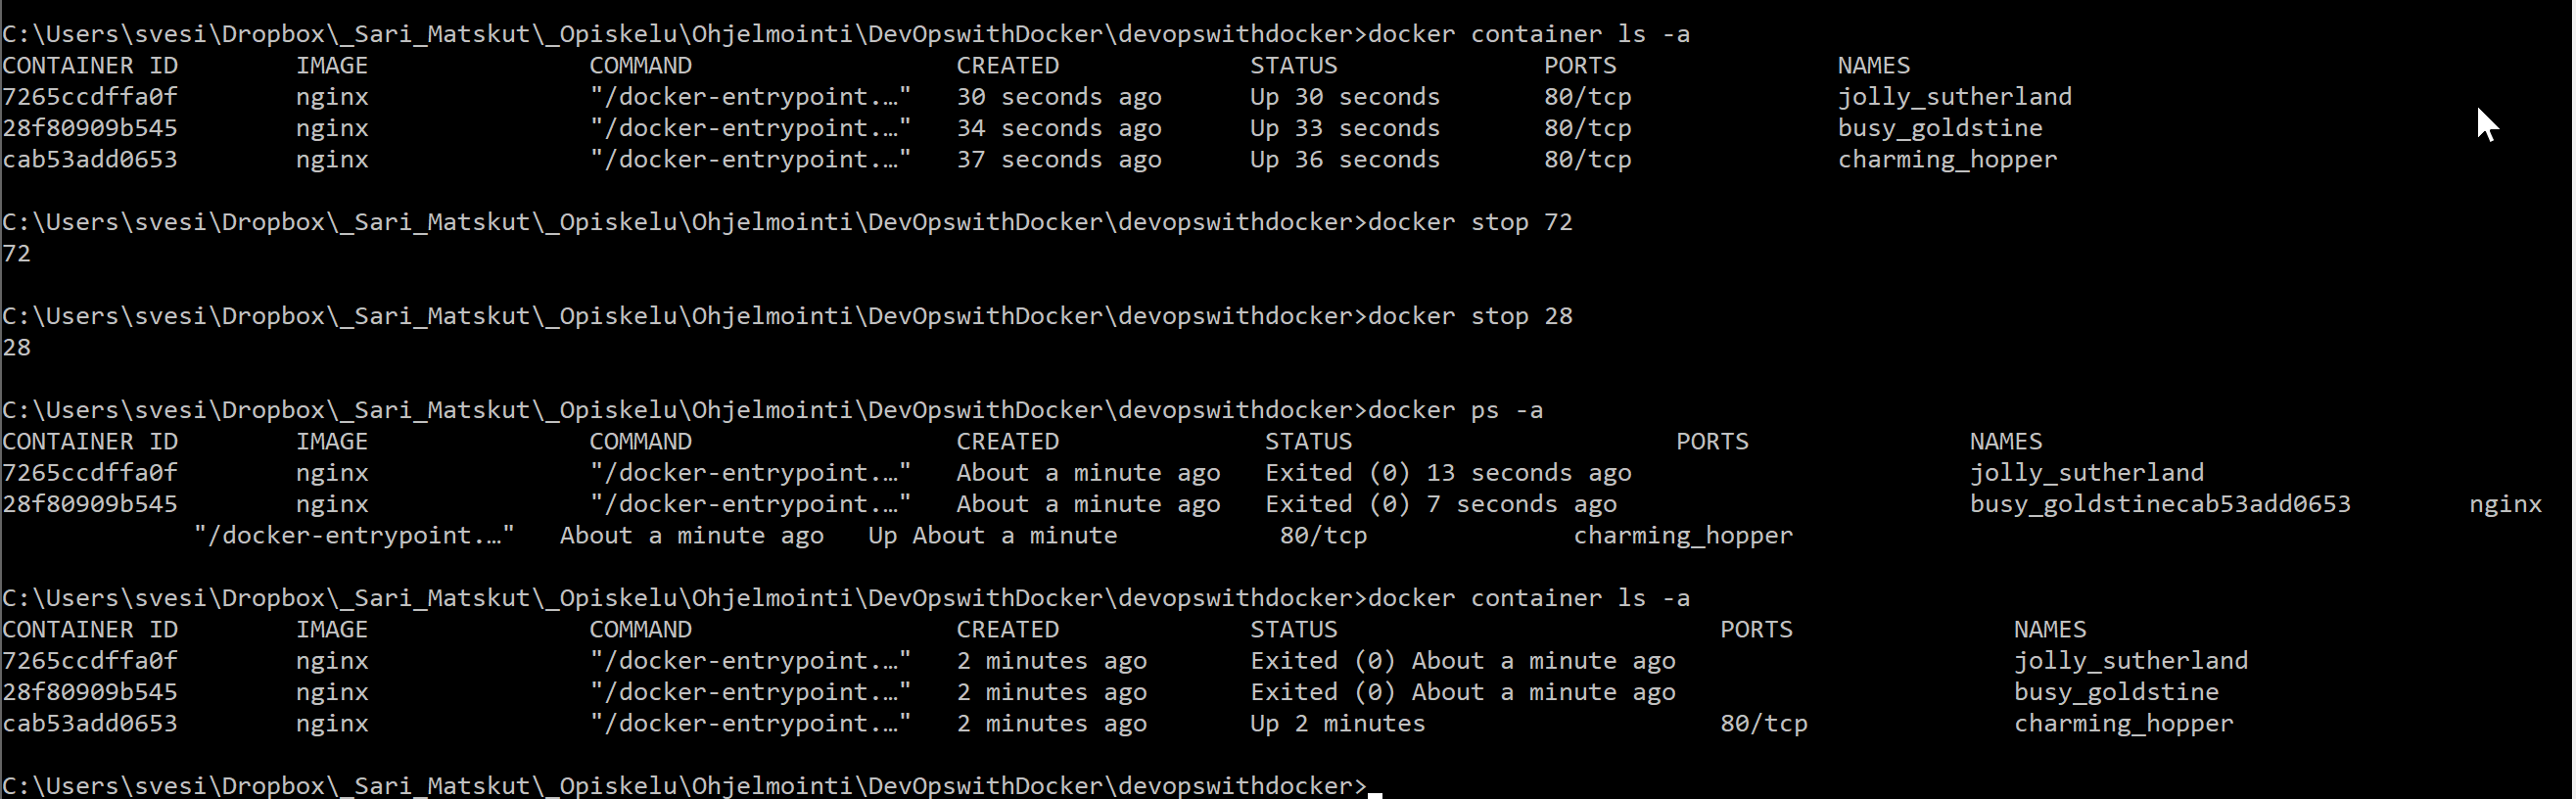 C:\Users\svesi\Dropbox\_Sari_Matskut\_Opiskelu\Ohjelmointi\DevOpswithDocker\devopswithdocker>docker container ls -a
CONTAINER ID        IMAGE               COMMAND                  CREATED             STATUS              PORTS               NAMES
7265ccdffa0f        nginx               "/docker-entrypoint.…"   30 seconds ago      Up 30 seconds       80/tcp              jolly_sutherland
28f80909b545        nginx               "/docker-entrypoint.…"   34 seconds ago      Up 33 seconds       80/tcp              busy_goldstine
cab53add0653        nginx               "/docker-entrypoint.…"   37 seconds ago      Up 36 seconds       80/tcp              charming_hopper
C:\Users\svesi\Dropbox\_Sari_Matskut\_Opiskelu\Ohjelmointi\DevOpswithDocker\devopswithdocker>docker stop 72
72
C:\Users\svesi\Dropbox\_Sari_Matskut\_Opiskelu\Ohjelmointi\DevOpswithDocker\devopswithdocker>docker stop 28
28
C:\Users\svesi\Dropbox\_Sari_Matskut\_Opiskelu\Ohjelmointi\DevOpswithDocker\devopswithdocker>docker ps -a
CONTAINER ID        IMAGE               COMMAND                  CREATED              STATUS                      PORTS               NAMES
7265ccdffa0f        nginx               "/docker-entrypoint.…"   About a minute ago   Exited (0) 13 seconds ago                       jolly_sutherland
28f80909b545        nginx               "/docker-entrypoint.…"   About a minute ago   Exited (0) 7 seconds ago                        busy_goldstinecab53add0653        nginx
             "/docker-entrypoint.…"   About a minute ago   Up About a minute           80/tcp              charming_hopper
C:\Users\svesi\Dropbox\_Sari_Matskut\_Opiskelu\Ohjelmointi\DevOpswithDocker\devopswithdocker>docker container ls -a
CONTAINER ID        IMAGE               COMMAND                  CREATED             STATUS                          PORTS               NAMES
7265ccdffa0f        nginx               "/docker-entrypoint.…"   2 minutes ago       Exited (0) About a minute ago                       jolly_sutherland
28f80909b545        nginx               "/docker-entrypoint.…"   2 minutes ago       Exited (0) About a minute ago                       busy_goldstine
cab53add0653        nginx               "/docker-entrypoint.…"   2 minutes ago       Up 2 minutes                    80/tcp              charming_hopper
C:\Users\svesi\Dropbox\_Sari_Matskut\_Opiskelu\Ohjelmointi\DevOpswithDocker\devopswithdocker>